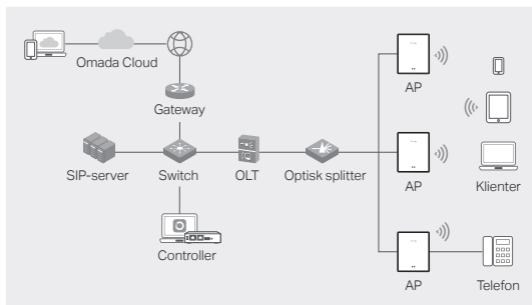 Omada Cloud
Gateway
AP
SIP-server
Switch
OLT
Optisk splitter
AP
Klienter
Controller
AP
Telefon